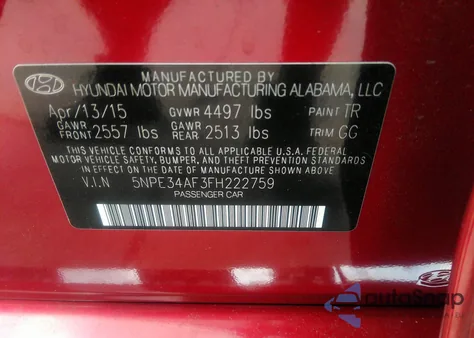 MANUFACTURED BY
HYUNDAI MOTOR MANUFACTURING ALABAMA, LLC
Apr/13/15 GVWR 4497 lbs PAINT TR
GAWR FRONT 2557 lbs GAWR REAR 2513 lbs TRIM GG
THIS VEHICLE CONFORMS TO ALL APPLICABLE U.S.A. FEDERAL
MOTOR VEHICLE SAFETY, BUMPER, AND THEFT PREVENTION
STANDARDS IN EFFECT ON THE DATE OF MANUFACTURE SHOWN ABOVE.
V.I.N 5NPE34AF3FH222759
PASSENGER CAR
autoSnap